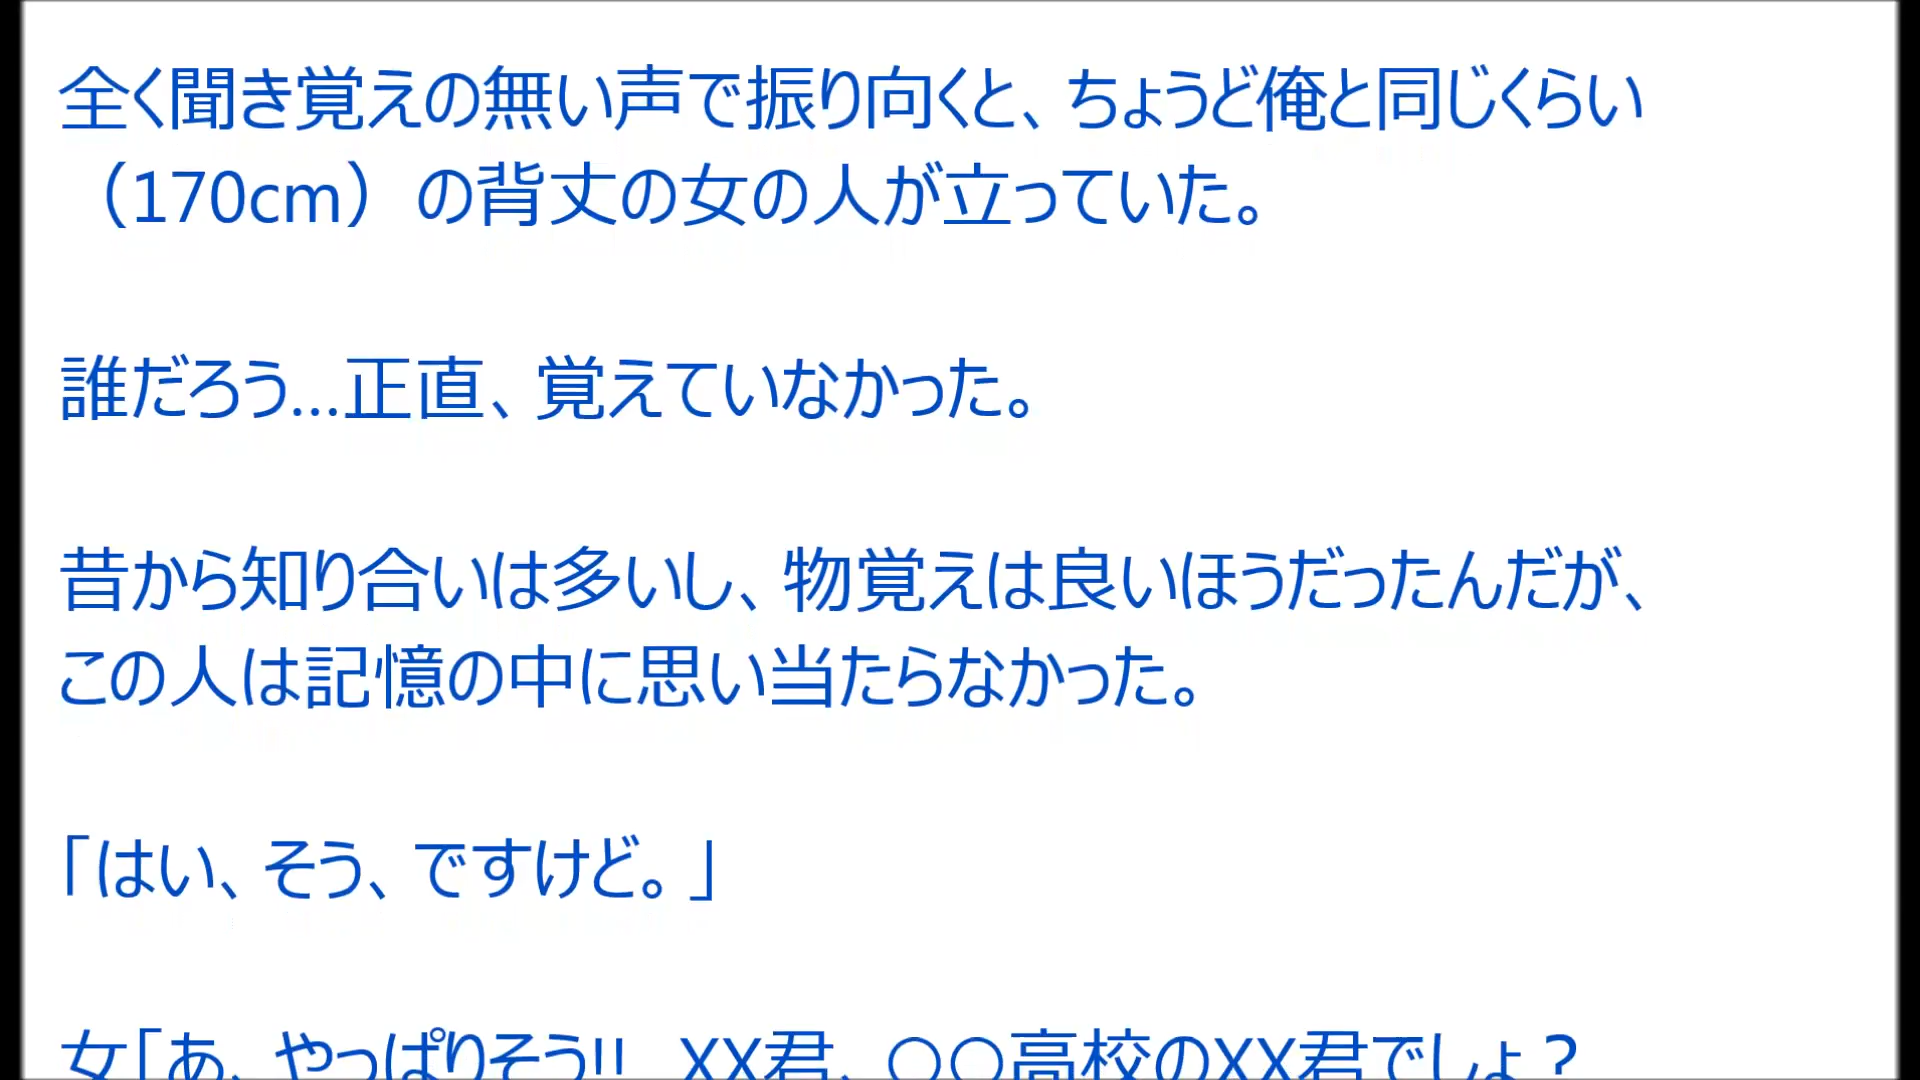 全く聞き覚えの無い声で振り向くと、ちょうど俺と同じくらい
（170cm）の背丈の女の人が立っていた。
誰だろう…正直、覚えていなかった。
昔から知り合いは多いし、物覚えは良いほうだったんだが、
この人は記憶の中に思い当たらなかった。
「はい、そう、ですけど。」
女「あ、やっぱりそう!!　XX君、○○高校のXX君でしょ？